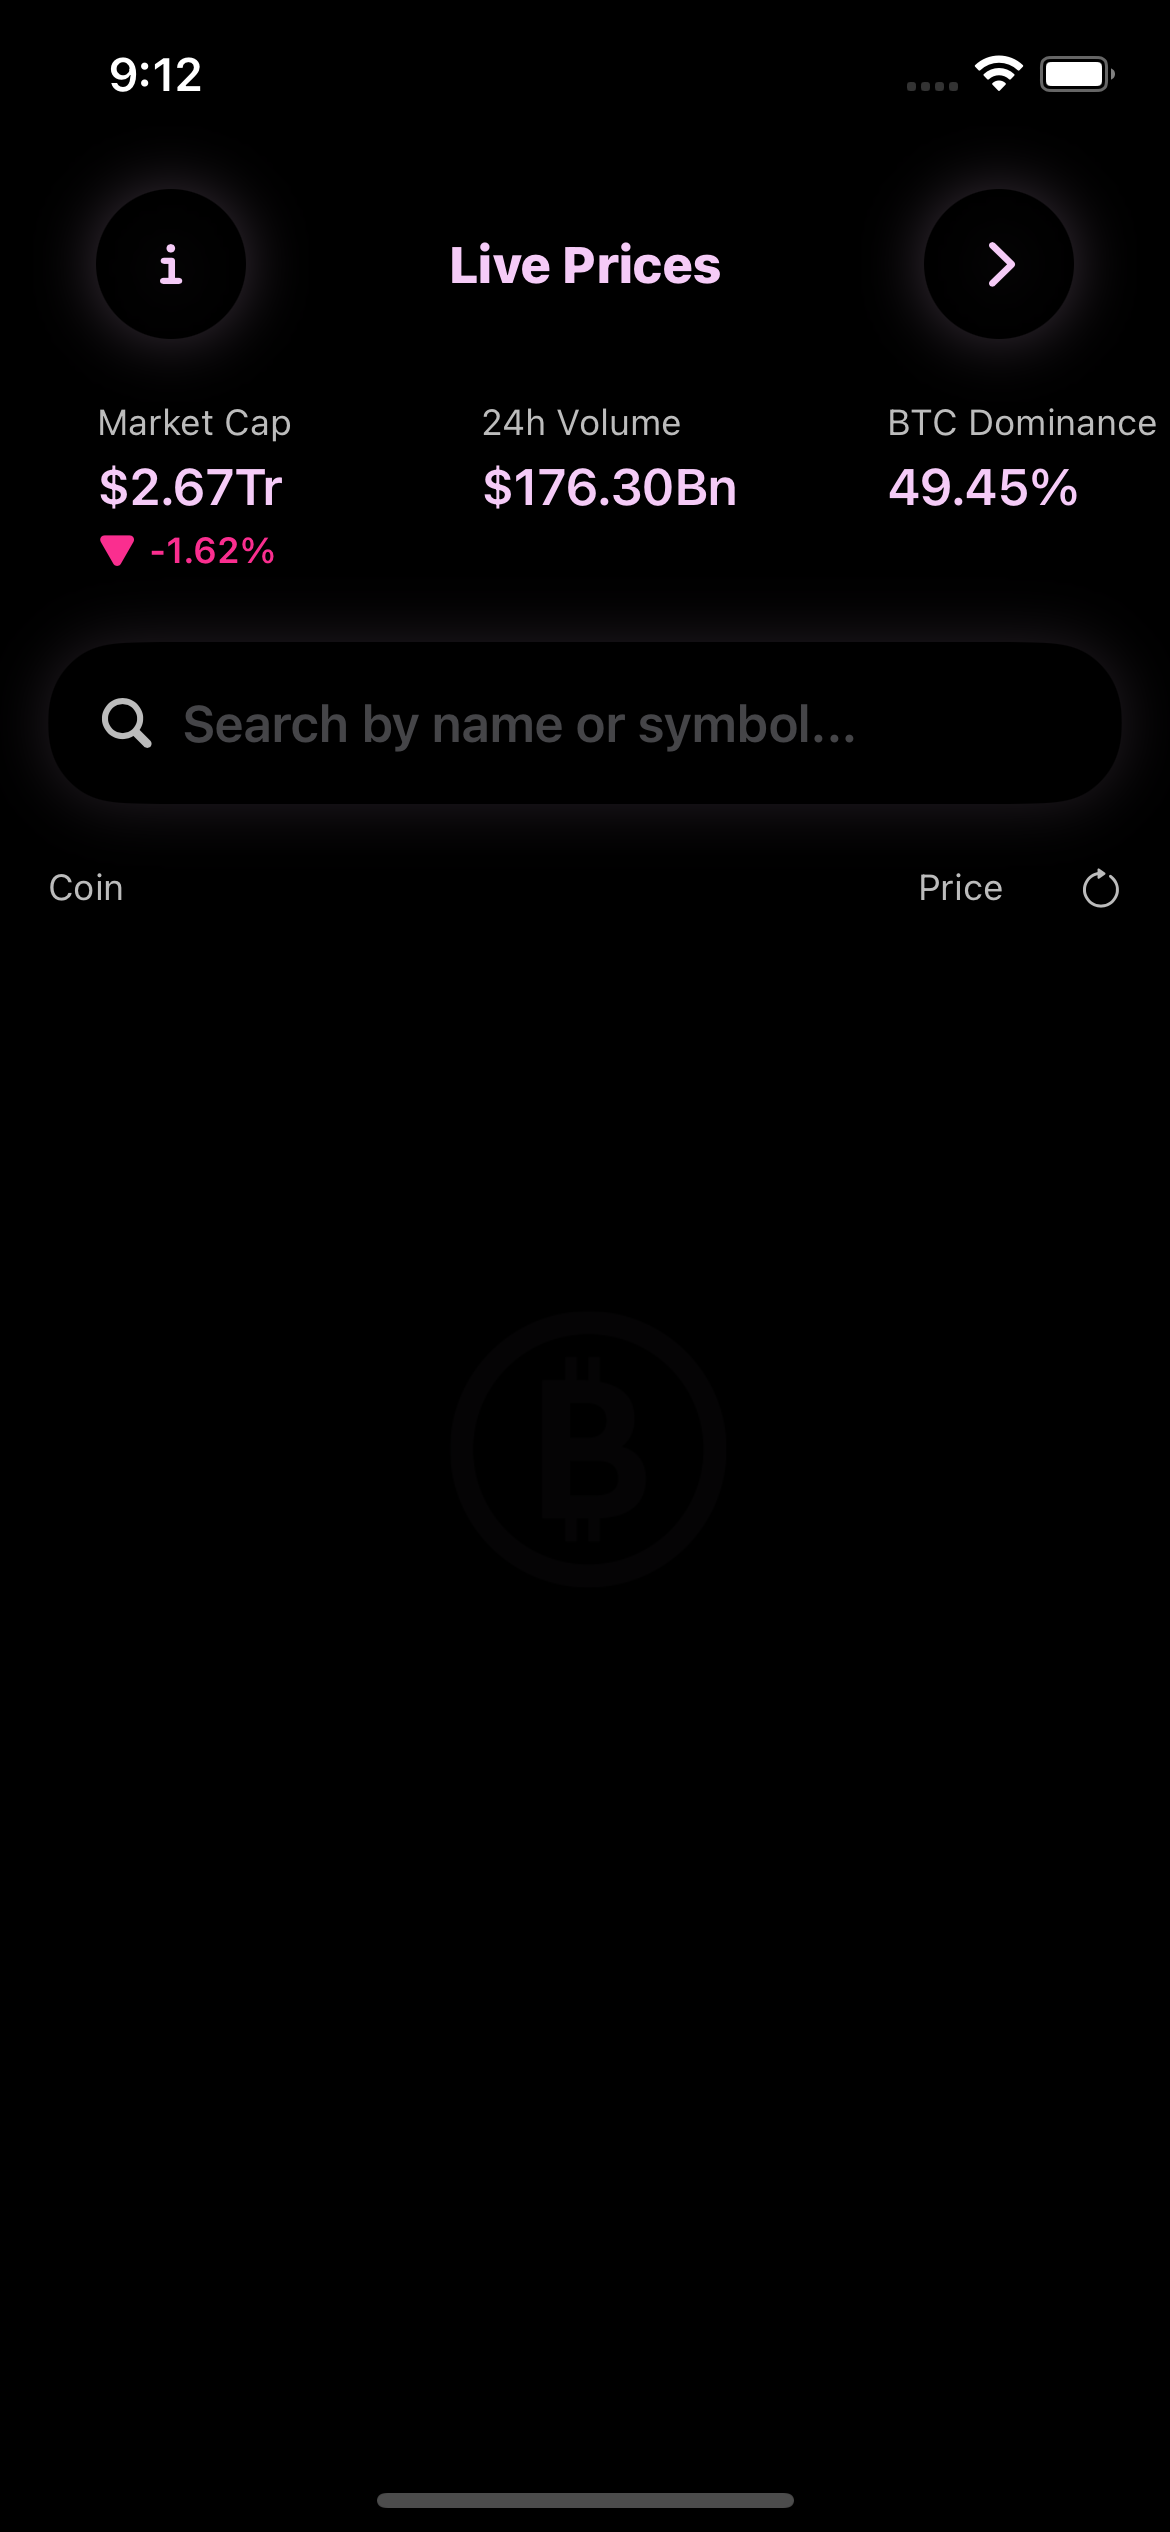 9:12
i
Live Prices
Market Cap
24h Volume
BTC Dominance
$2.67Tr
$176.30Bn
49.45%
-1.62%
Search by name or symbol...
Coin
Price